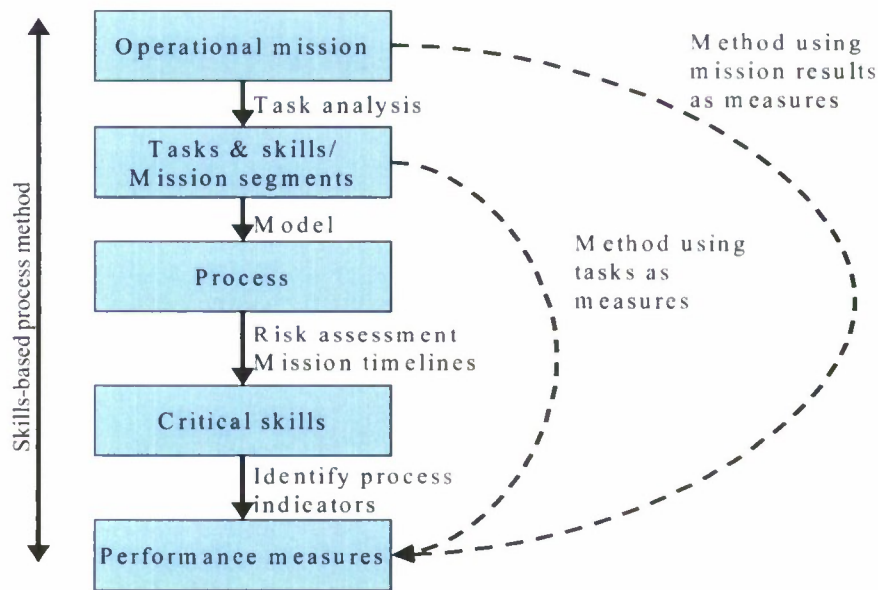 Operational mission
Task analysis
Tasks & skills/
Mission segments
Model
Process
Risk assessment
Mission timelines
Critical skills
Identify process
indicators
Performance measures
Skills-based process method
Method using
tasks as
measures
Method using
mission results
as measures